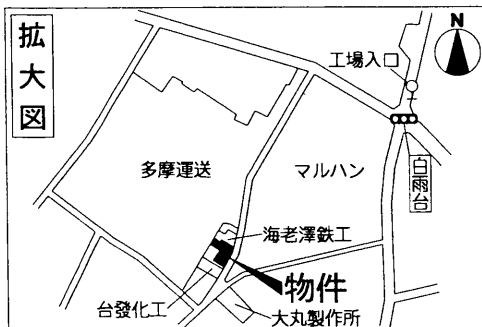 拡大図
N
工場入口
白雨台
多摩運送
マルハン
海老澤鉄工
物件
台發化工
大丸製作所